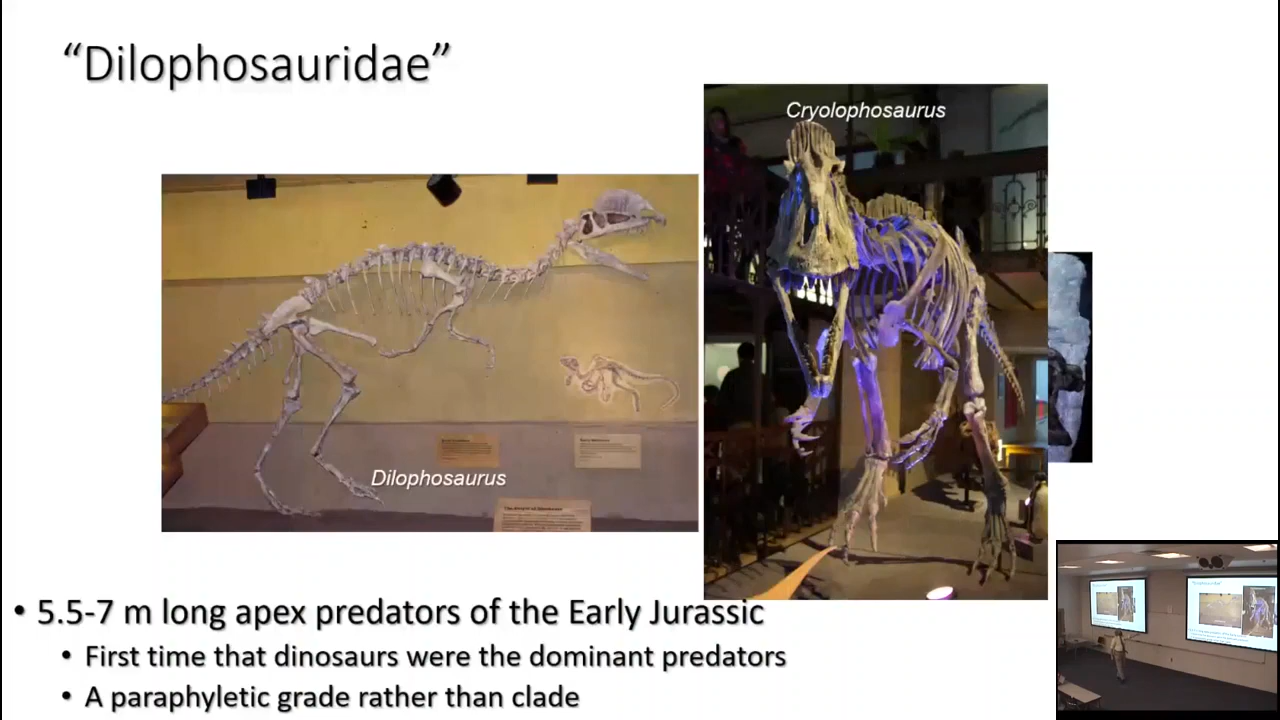 “Dilophosauridae”
Cryolophosaurus
Dilophosaurus
• 5.5-7 m long apex predators of the Early Jurassic
• First time that dinosaurs were the dominant predators
• A paraphyletic grade rather than clade